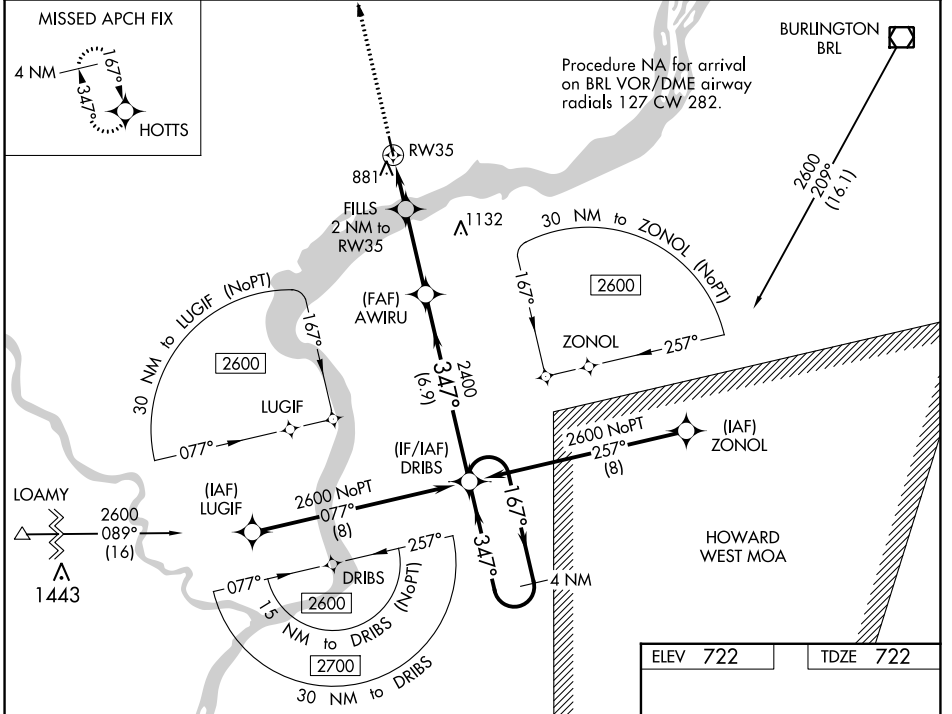 MISSED APCH FIX
4 NM
167°
347°
HOTTS
BURLINGTON
BRL
Procedure NA for arrival
on BRL VOR/DME airway
radials 127 CW 282.
2600
209°
(16.1)
RW35
881
FILLS
2 NM to
RW35
1132
30 NM to ZONOL (NoPT)
2600
167°
ZONOL
257°
(FAF)
AWIRU
30 NM to LUGIF (NoPT)
2600
167°
LUGIF
077°
2400
347°
(6.9)
(IF/IAF)
DRIBS
2600 NoPT
257°
(8)
(IAF)
ZONOL
LOAMY
2600
089°
(16)
1443
(IAF)
LUGIF
2600 NoPT
077°
(8)
167°
347°
4 NM
HOWARD
WEST MOA
077°
257°
DRIBS
2600
15 NM to DRIBS (NoPT)
2700
30 NM to DRIBS
ELEV 722
TDZE 722